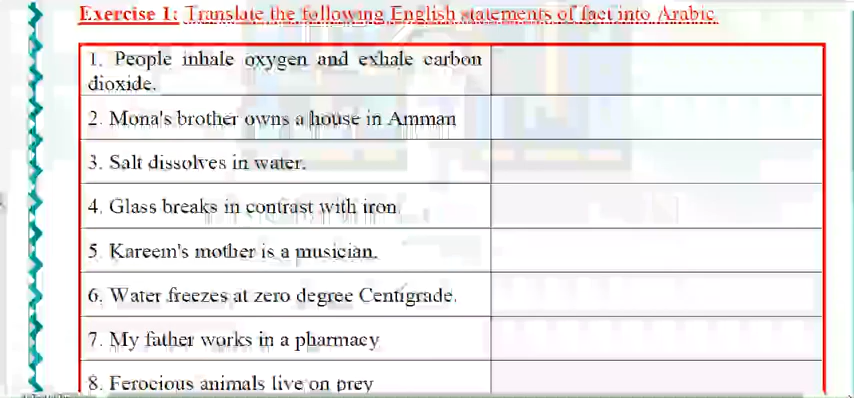 Exercise 1: Translate the following English statements of fact into Arabic.
1. People inhale oxygen and exhale carbon
dioxide.
2. Mona's brother owns a house in Amman
3. Salt dissolves in water.
4. Glass breaks in contrast with iron.
5. Kareem's mother is a musician.
6. Water freezes at zero degree Centigrade.
7. My father works in a pharmacy
8. Ferocious animals live on prey